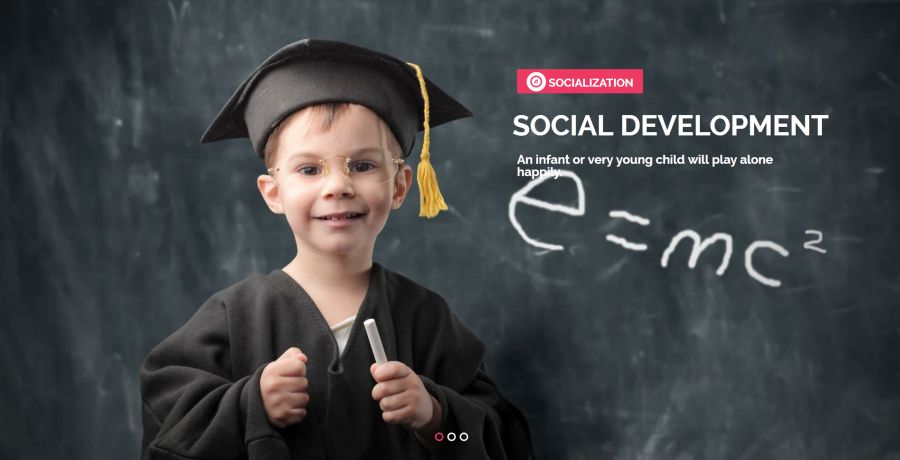 SOCIALIZATION
SOCIAL DEVELOPMENT
An infant or very young child will play alone
happily.
e=mc²